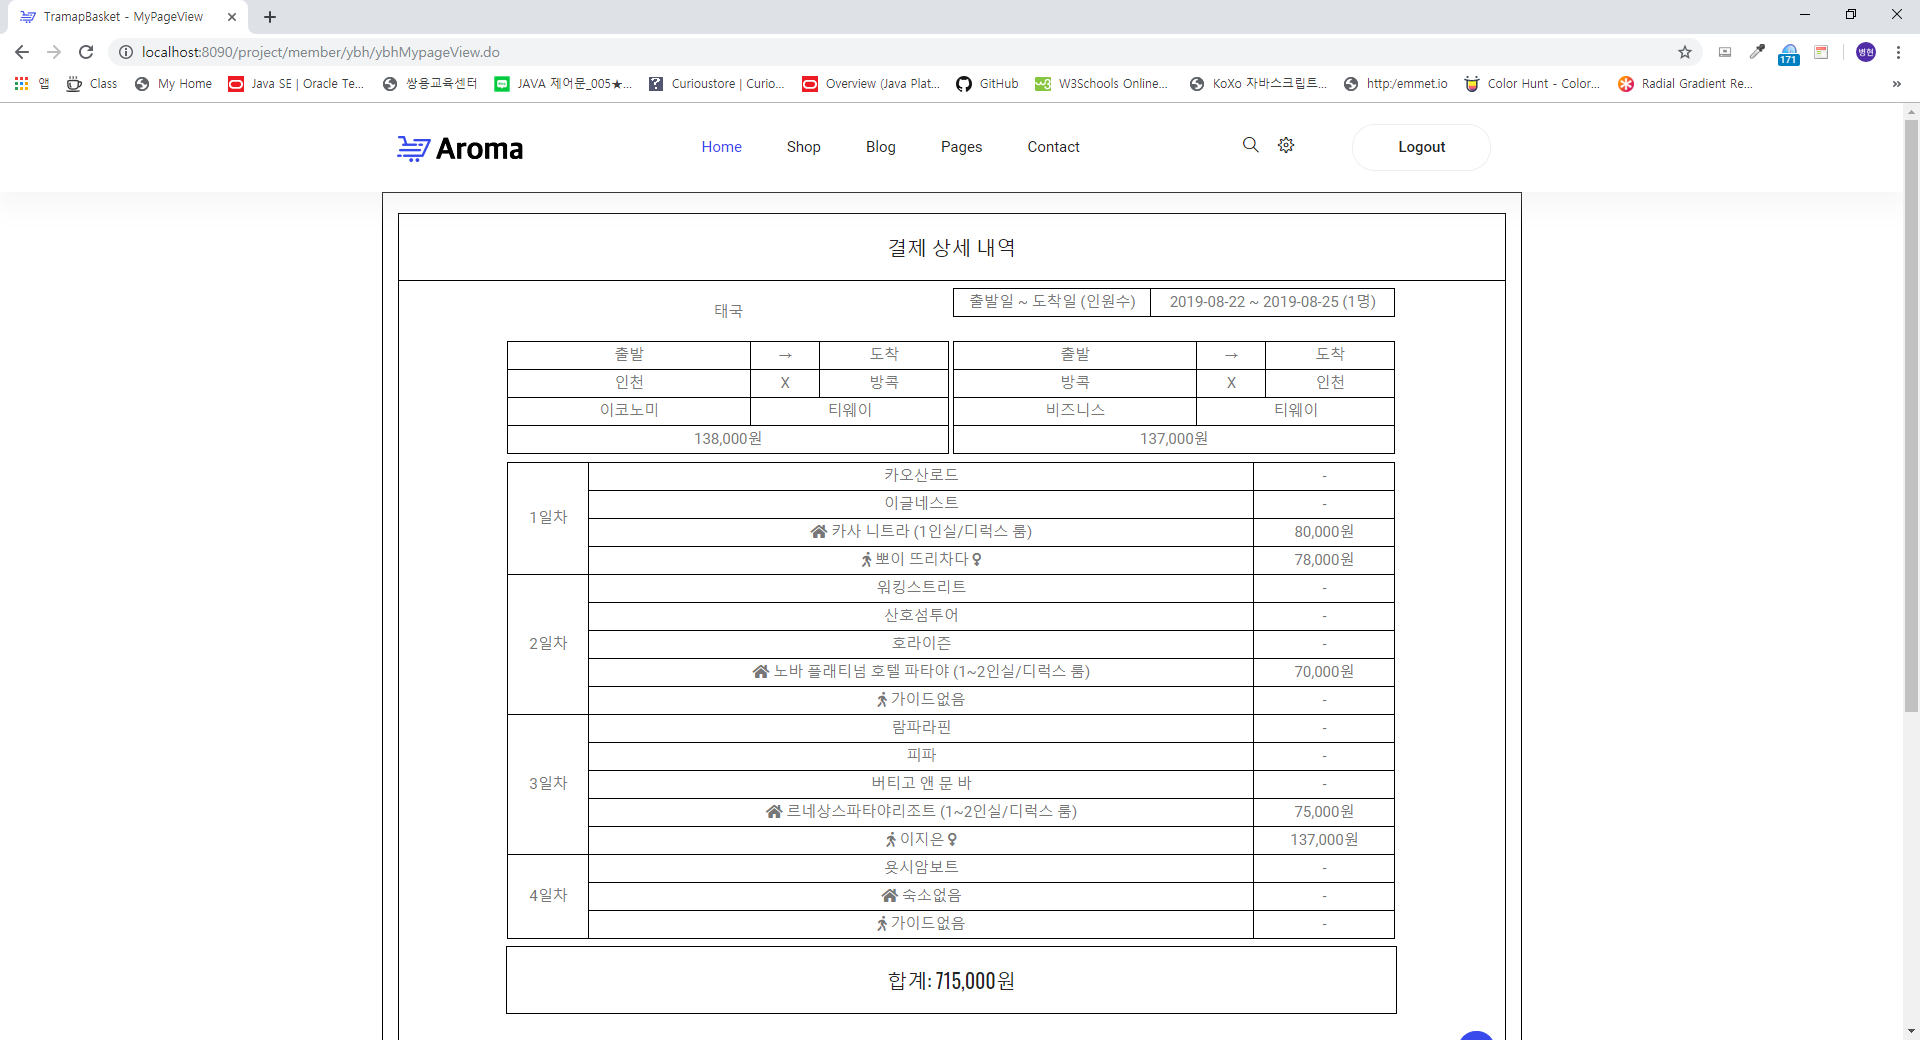 TramapBasket - MyPageView
localhost:8090/project/member/ybh/ybhMypageView.do
171
병현
앱
Class
My Home
Java SE | Oracle Te...
쌍용교육센터
JAVA 제어문_005★...
Curioustore | Curio...
Overview (Java Plat...
GitHub
W3Schools Online...
KoXo 자바스크립트...
http:/emmet.io
Color Hunt - Color...
Radial Gradient Re...
»
Aroma
Home
Shop
Blog
Pages
Contact
Logout
결제 상세 내역
태국
출발일 ~ 도착일 (인원수) 2019-08-22 ~ 2019-08-25 (1명)
출발 → 도착 출발 → 도착
인천 X 방콕 방콕 X 인천
이코노미 티웨이 비즈니스 티웨이
138,000원 137,000원
1일차
카오산로드 -
이글네스트 -
카사 니트라 (1인실/디럭스 룸) 80,000원
뽀이 뜨리차다 78,000원
2일차
워킹스트리트 -
산호섬투어 -
호라이즌 -
노바 플래티넘 호텔 파타야 (1~2인실/디럭스 룸) 70,000원
가이드없음 -
3일차
람파라핀 -
피파 -
버티고 앤 문 바 -
르네상스파타야리조트 (1~2인실/디럭스 룸) 75,000원
이지은 137,000원
4일차
욧시암보트 -
숙소없음 -
가이드없음 -
합계: 715,000원